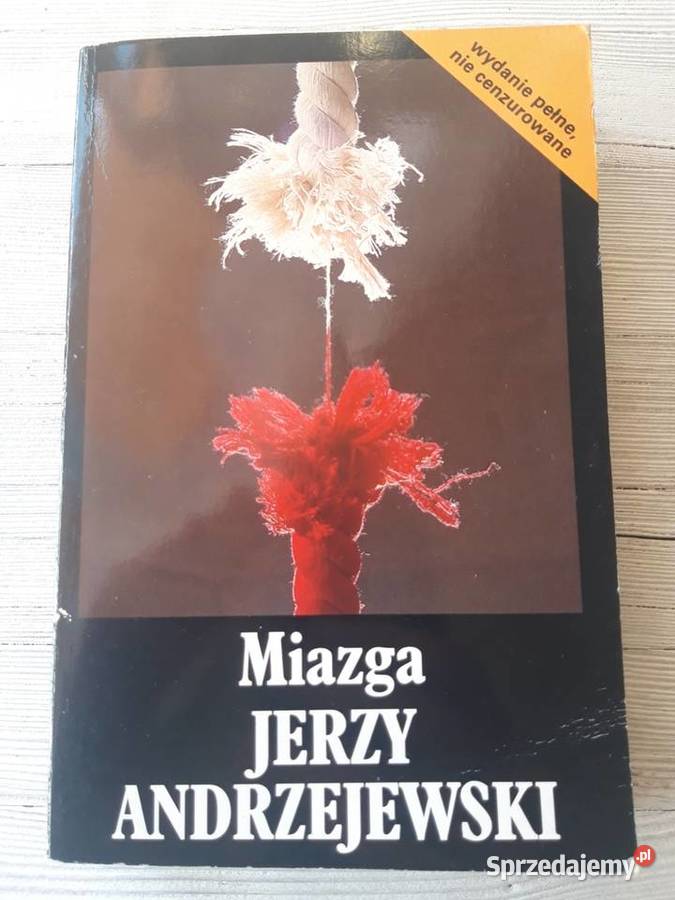 wydanie pełne,
nie cenzurowane
Miazga
JERZY
ANDRZEJEWSKI
Sprzedajemy.pl